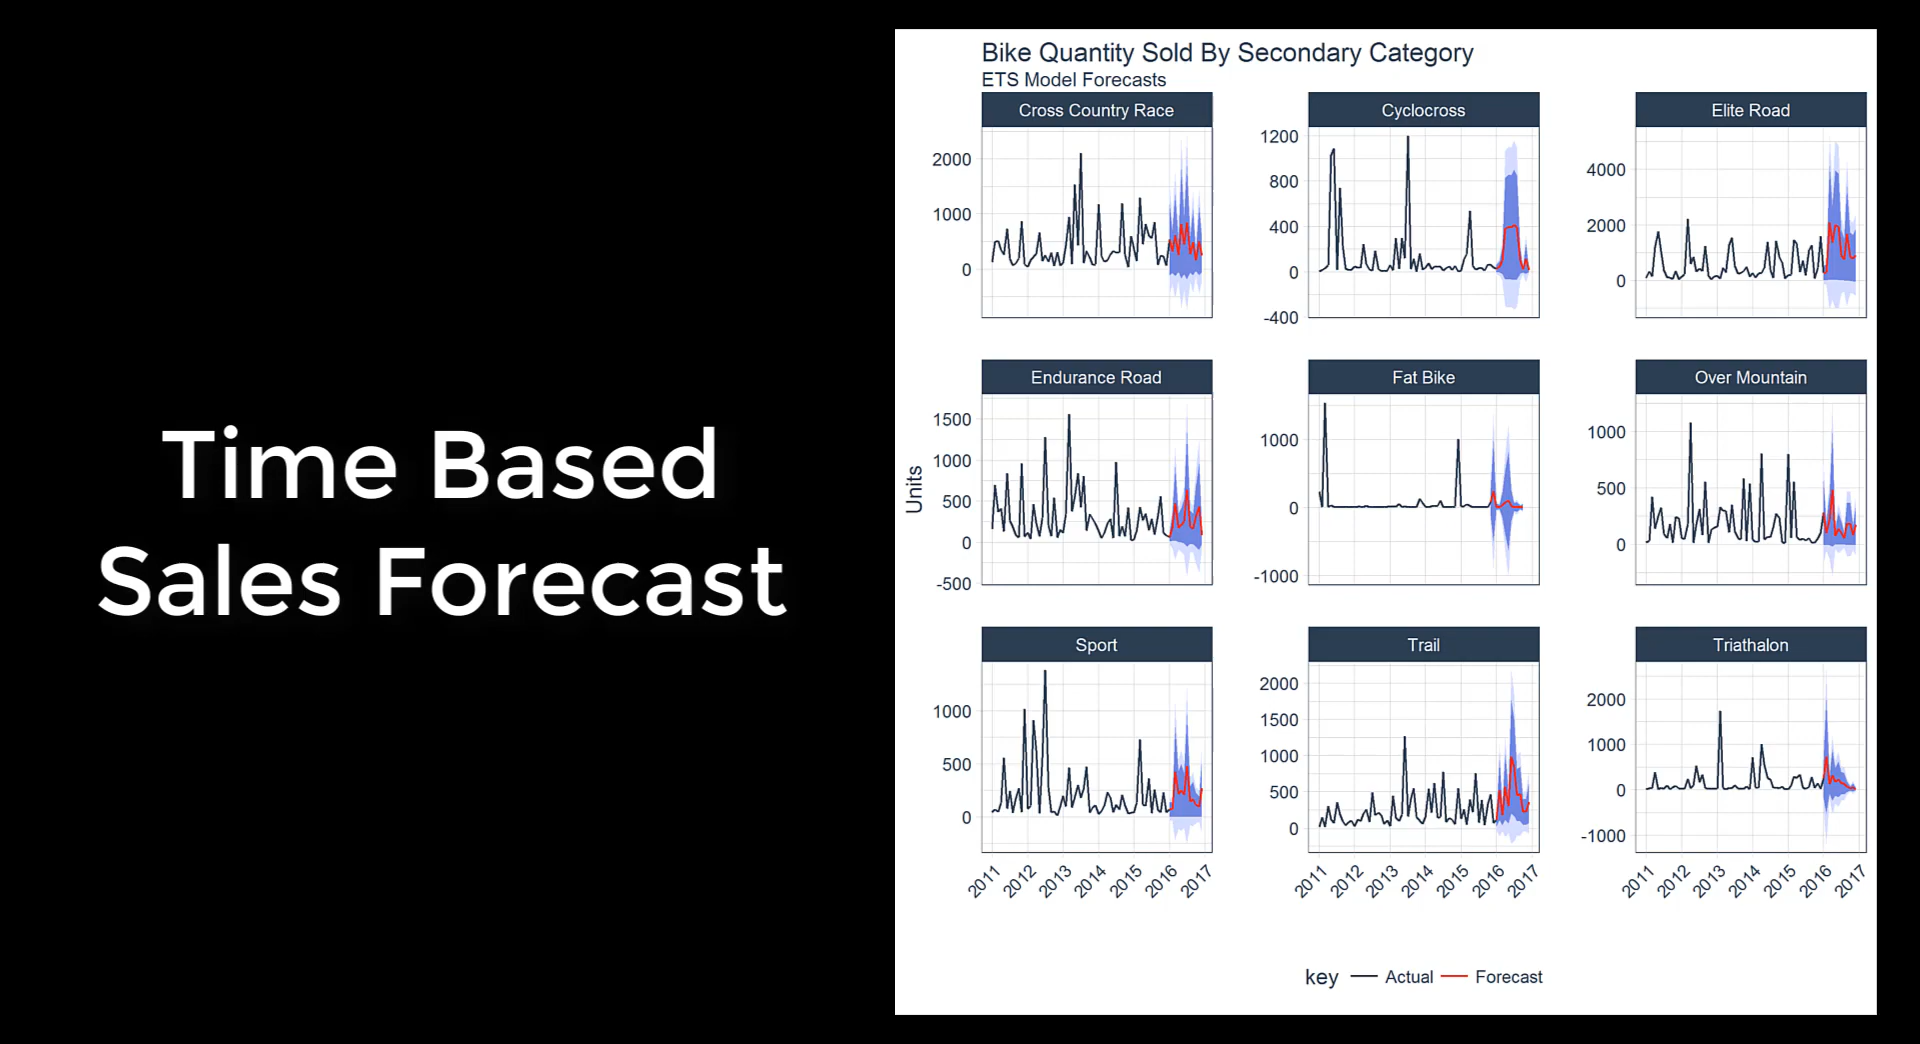 Time Based
Sales Forecast
Bike Quantity Sold By Secondary Category
ETS Model Forecasts
Cross Country Race
2000
1000
0
Cyclocross
1200
800
400
0
-400
Elite Road
4000
2000
0
Units
Endurance Road
1500
1000
500
0
-500
Fat Bike
1000
0
-1000
Over Mountain
1000
500
0
Sport
1000
500
0
2011 2012 2013 2014 2015 2016 2017
Trail
2000
1500
1000
500
0
2011 2012 2013 2014 2015 2016 2017
Triathalon
2000
1000
0
-1000
2011 2012 2013 2014 2015 2016 2017
key Actual Forecast